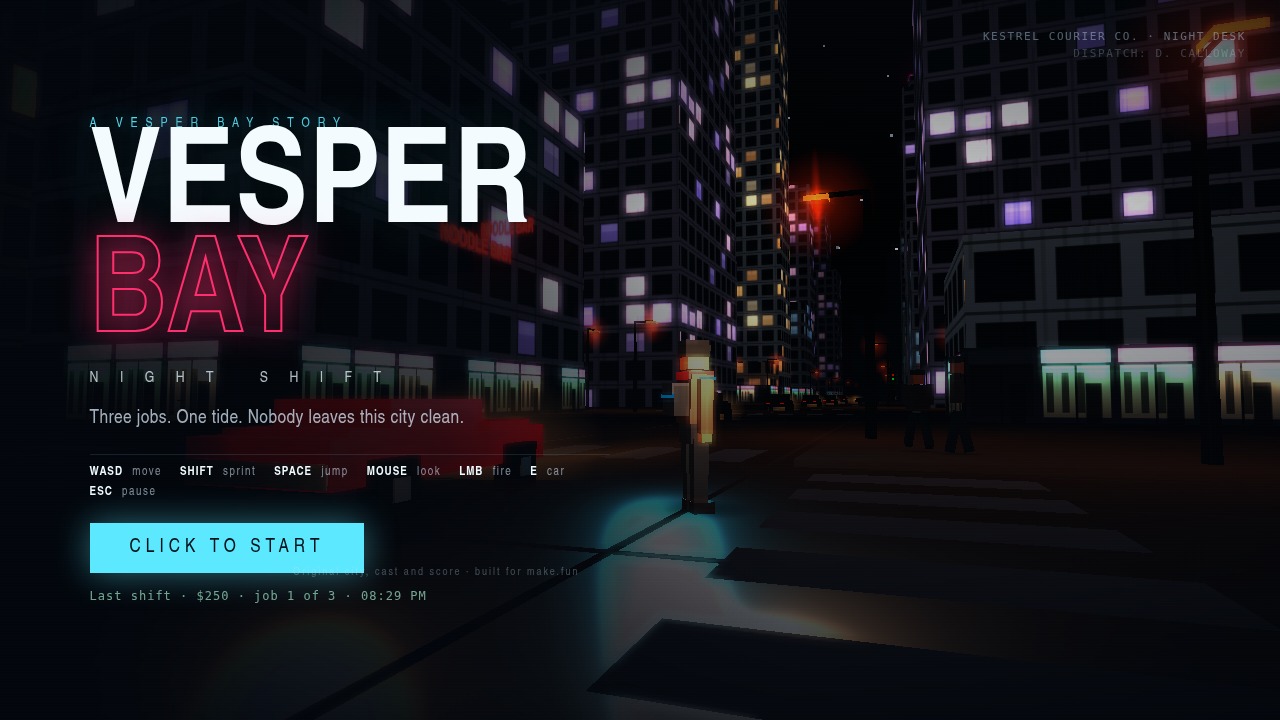 KESTREL COURIER CO. · NIGHT DESK
DISPATCH: D. CALLOWAY
A VESPER BAY STORY
VESPER
BAY
NIGHT SHIFT
Three jobs. One tide. Nobody leaves this city clean.
WASD move SHIFT sprint SPACE jump MOUSE look LMB fire E car
ESC pause
CLICK TO START
Original city, cast and score · built for make.fun
Last shift · $250 · job 1 of 3 · 08:29 PM